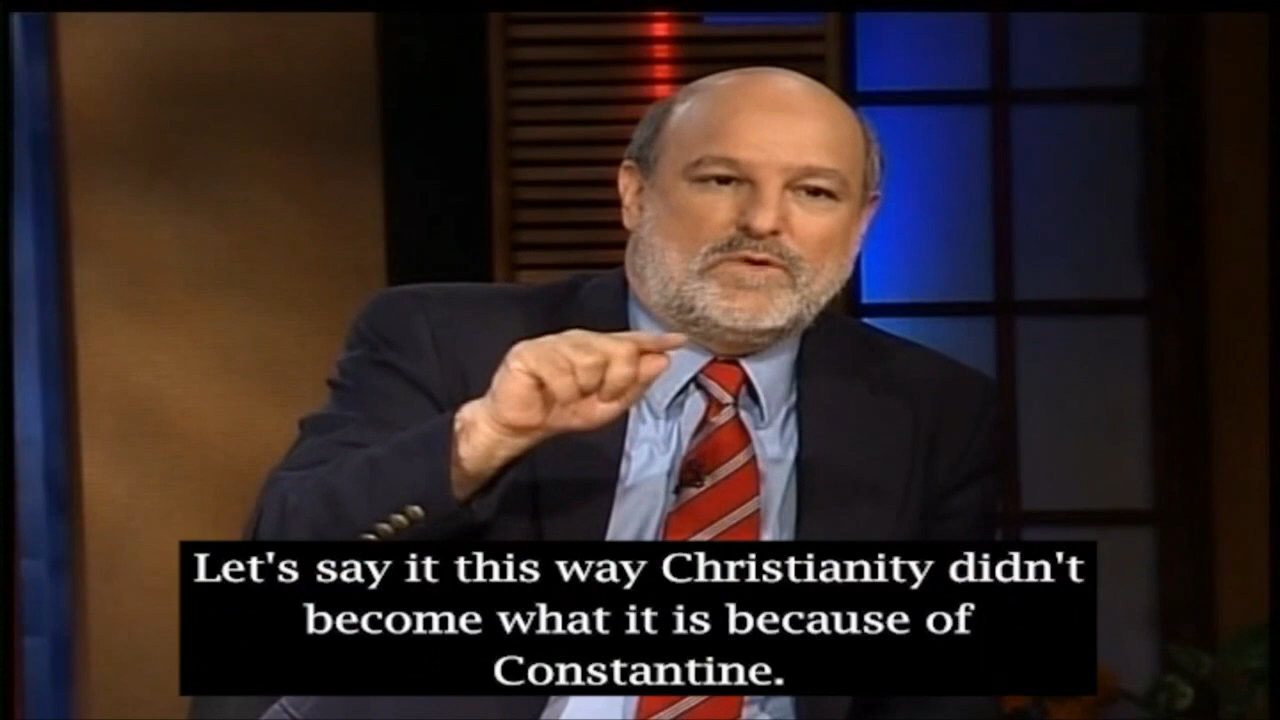 Let's say it this way Christianity didn't
become what it is because of
Constantine.